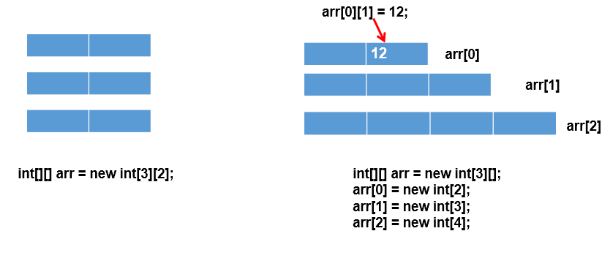 arr[0][1] = 12;
12
arr[0]
arr[1]
arr[2]
int[][] arr = new int[3][2];
int[][] arr = new int[3][];
arr[0] = new int[2];
arr[1] = new int[3];
arr[2] = new int[4];